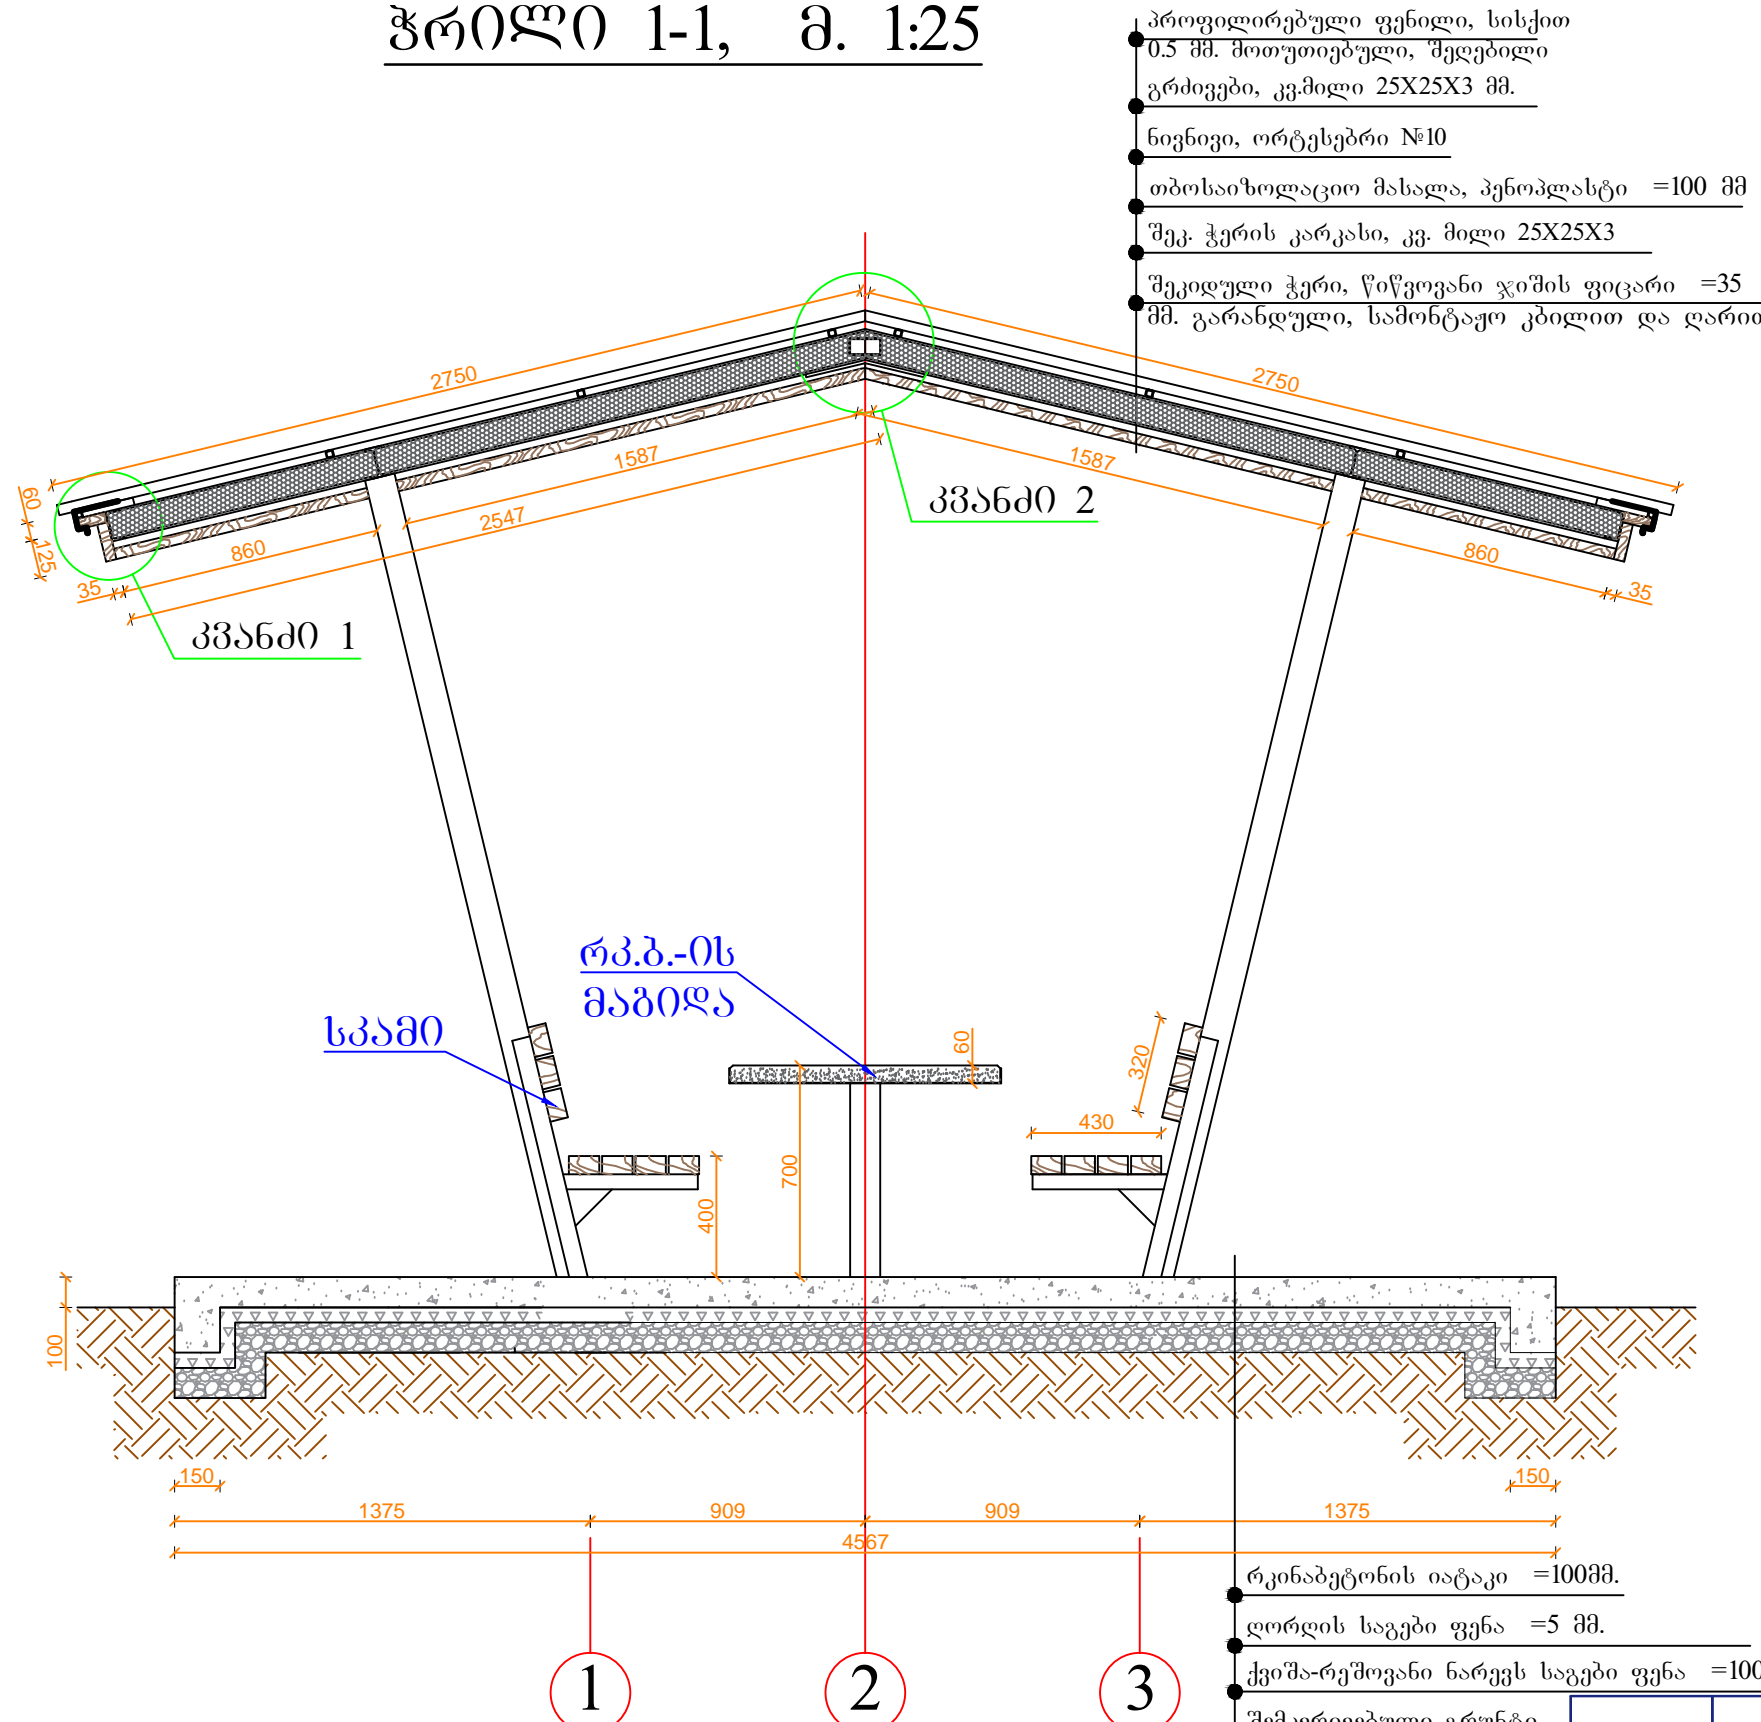 ჭრილი 1-1, მ. 1:25
პროფილირებული ფენილი, სისქით
0.5 მმ. მოთუთიებული, შეღებილი
გრძივები, კვ.მილი 25X25X3 მმ.
ნივნივი, ორტესებრი №10
თბოსაიზოლაციო მასალა, პენოპლასტი =100 მმ
შეკ. ჭერის კარკასი, კვ. მილი 25X25X3
შეკიდული ჭერი, წიწვოვანი ჯიშის ფიცარი =35
მმ. გარანდული, სამონტაჟო კბილით და ღარით
2750
2750
1587
1587
2547
860
860
60
125
35
35
კვანძი 2
კვანძი 1
რკ.ბ.-ის
მაგიდა
სკამი
60
320
430
700
400
100
150
150
1375
909
909
1375
4567
რკინაბეტონის იატაკი =100მმ.
ღორღის საგები ფენა =5 მმ.
ქვიშა-რეშოვანი ნარევს საგები ფენა =100
შემკვრივებული გრუნტი
1
2
3